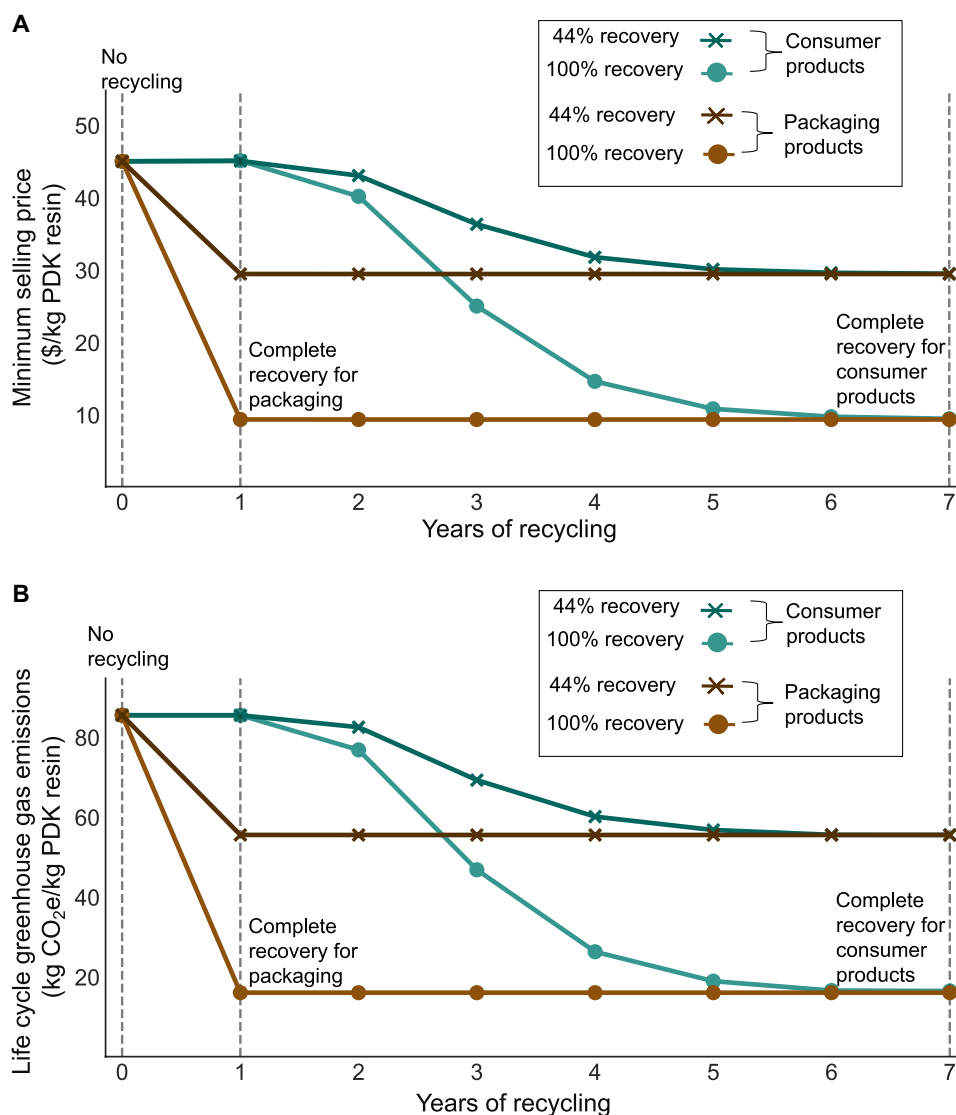 A
No
recycling
44% recovery
100% recovery
Consumer
products
44% recovery
100% recovery
Packaging
products
50
40
30
20
10
Minimum selling price
($/kg PDK resin)
Complete
recovery for
packaging
Complete
recovery for
consumer
products
0 1 2 3 4 5 6 7
Years of recycling
B
No
recycling
44% recovery
100% recovery
Consumer
products
44% recovery
100% recovery
Packaging
products
80
60
40
20
Life cycle greenhouse gas emissions
(kg CO₂e/kg PDK resin)
Complete
recovery for
packaging
Complete
recovery for
consumer
products
0 1 2 3 4 5 6 7
Years of recycling